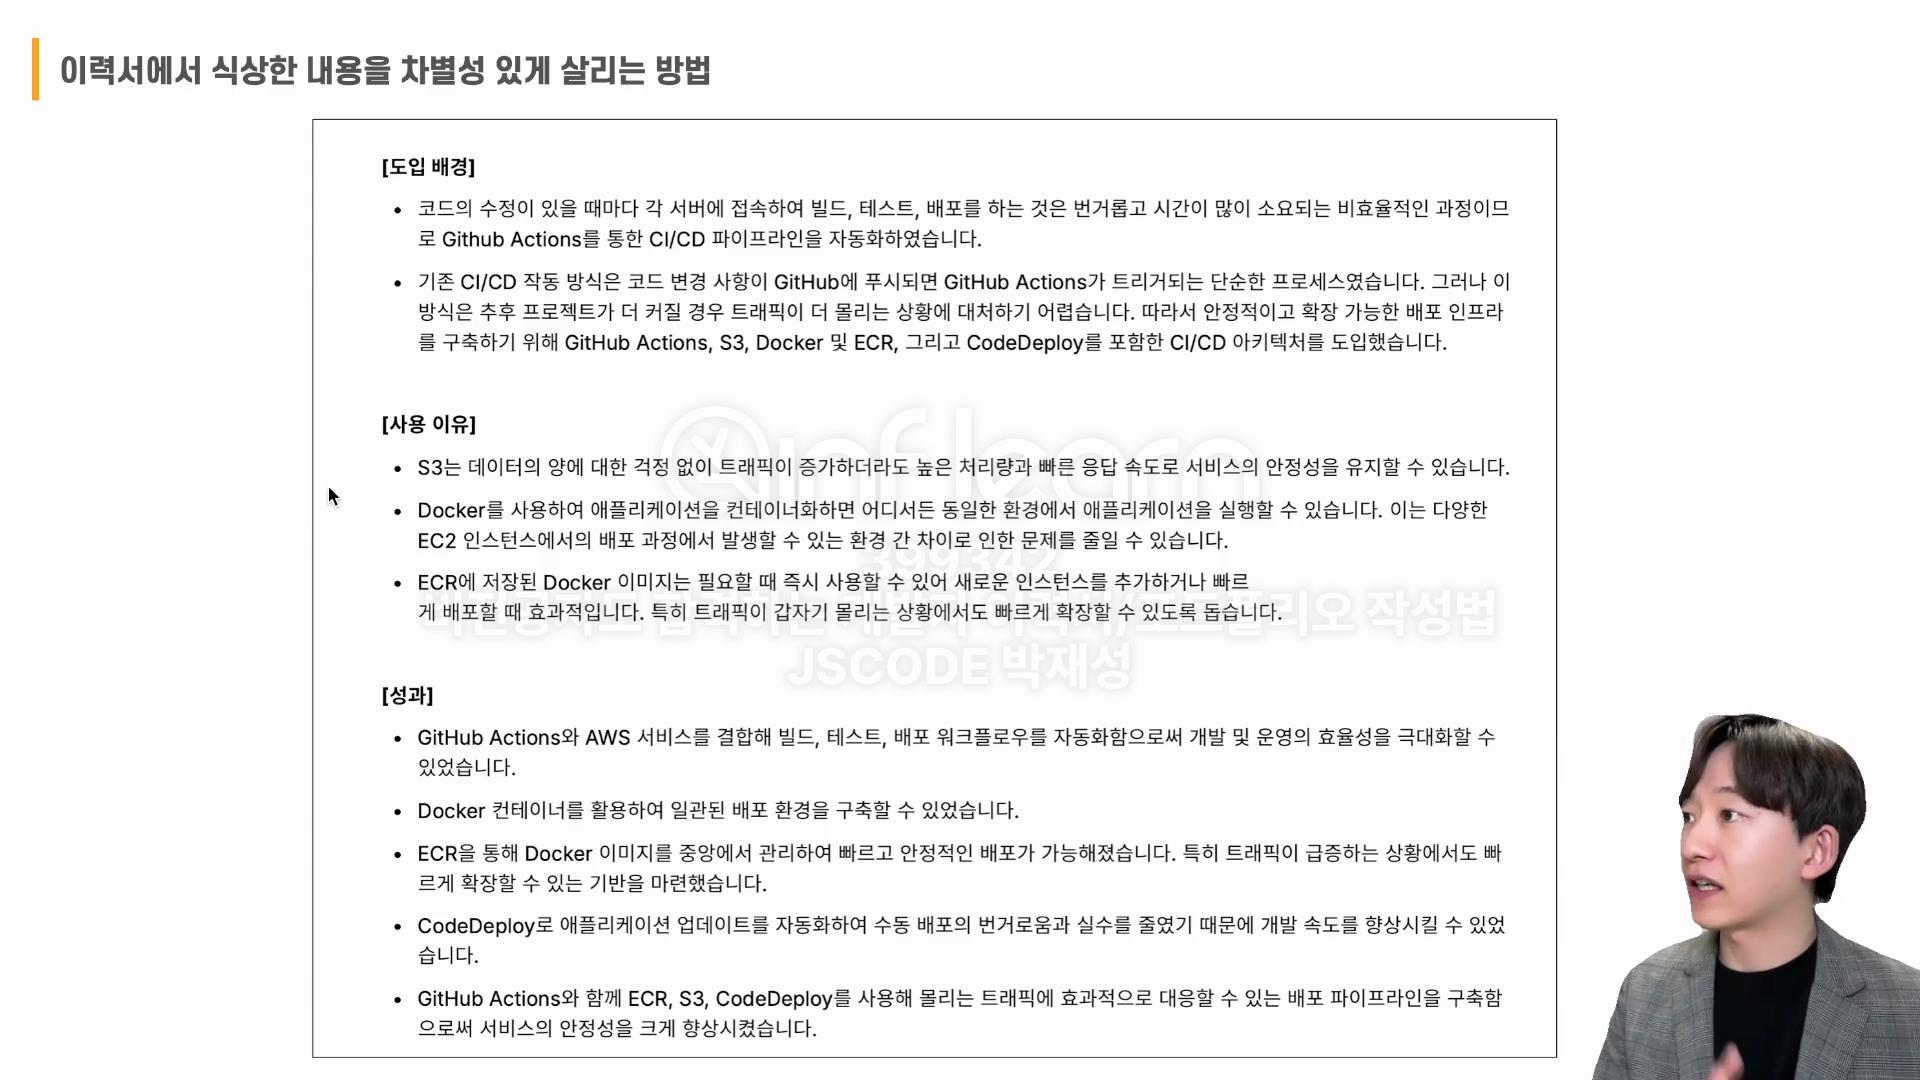 이력서에서 식상한 내용을 차별성 있게 살리는 방법
[도입 배경]
• 코드의 수정이 있을 때마다 각 서버에 접속하여 빌드, 테스트, 배포를 하는 것은 번거롭고 시간이 많이 소요되는 비효율적인 과정이므
로 Github Actions를 통한 CI/CD 파이프라인을 자동화하였습니다.
• 기존 CI/CD 작동 방식은 코드 변경 사항이 GitHub에 푸시되면 GitHub Actions가 트리거되는 단순한 프로세스였습니다. 그러나 이
방식은 추후 프로젝트가 더 커질 경우 트래픽이 더 몰리는 상황에 대처하기 어렵습니다. 따라서 안정적이고 확장 가능한 배포 인프라
를 구축하기 위해 GitHub Actions, S3, Docker 및 ECR, 그리고 CodeDeploy를 포함한 CI/CD 아키텍처를 도입했습니다.
[사용 이유]
• S3는 데이터의 양에 대한 걱정 없이 트래픽이 증가하더라도 높은 처리량과 빠른 응답 속도로 서비스의 안정성을 유지할 수 있습니다.
• Docker를 사용하여 애플리케이션을 컨테이너화하면 어디서든 동일한 환경에서 애플리케이션을 실행할 수 있습니다. 이는 다양한
EC2 인스턴스에서의 배포 과정에서 발생할 수 있는 환경 간 차이로 인한 문제를 줄일 수 있습니다.
• ECR에 저장된 Docker 이미지는 필요할 때 즉시 사용할 수 있어 새로운 인스턴스를 추가하거나 빠르
게 배포할 때 효과적입니다. 특히 트래픽이 갑자기 몰리는 상황에서도 빠르게 확장할 수 있도록 돕습니다.
[성과]
• GitHub Actions와 AWS 서비스를 결합해 빌드, 테스트, 배포 워크플로우를 자동화함으로써 개발 및 운영의 효율성을 극대화할 수
있었습니다.
• Docker 컨테이너를 활용하여 일관된 배포 환경을 구축할 수 있었습니다.
• ECR을 통해 Docker 이미지를 중앙에서 관리하여 빠르고 안정적인 배포가 가능해졌습니다. 특히 트래픽이 급증하는 상황에서도 빠
르게 확장할 수 있는 기반을 마련했습니다.
• CodeDeploy로 애플리케이션 업데이트를 자동화하여 수동 배포의 번거로움과 실수를 줄였기 때문에 개발 속도를 향상시킬 수 있었
습니다.
• GitHub Actions와 함께 ECR, S3, CodeDeploy를 사용해 몰리는 트래픽에 효과적으로 대응할 수 있는 배포 파이프라인을 구축함
으로써 서비스의 안정성을 크게 향상시켰습니다.
inflearn
399342
작성법
JSCODE 박재성